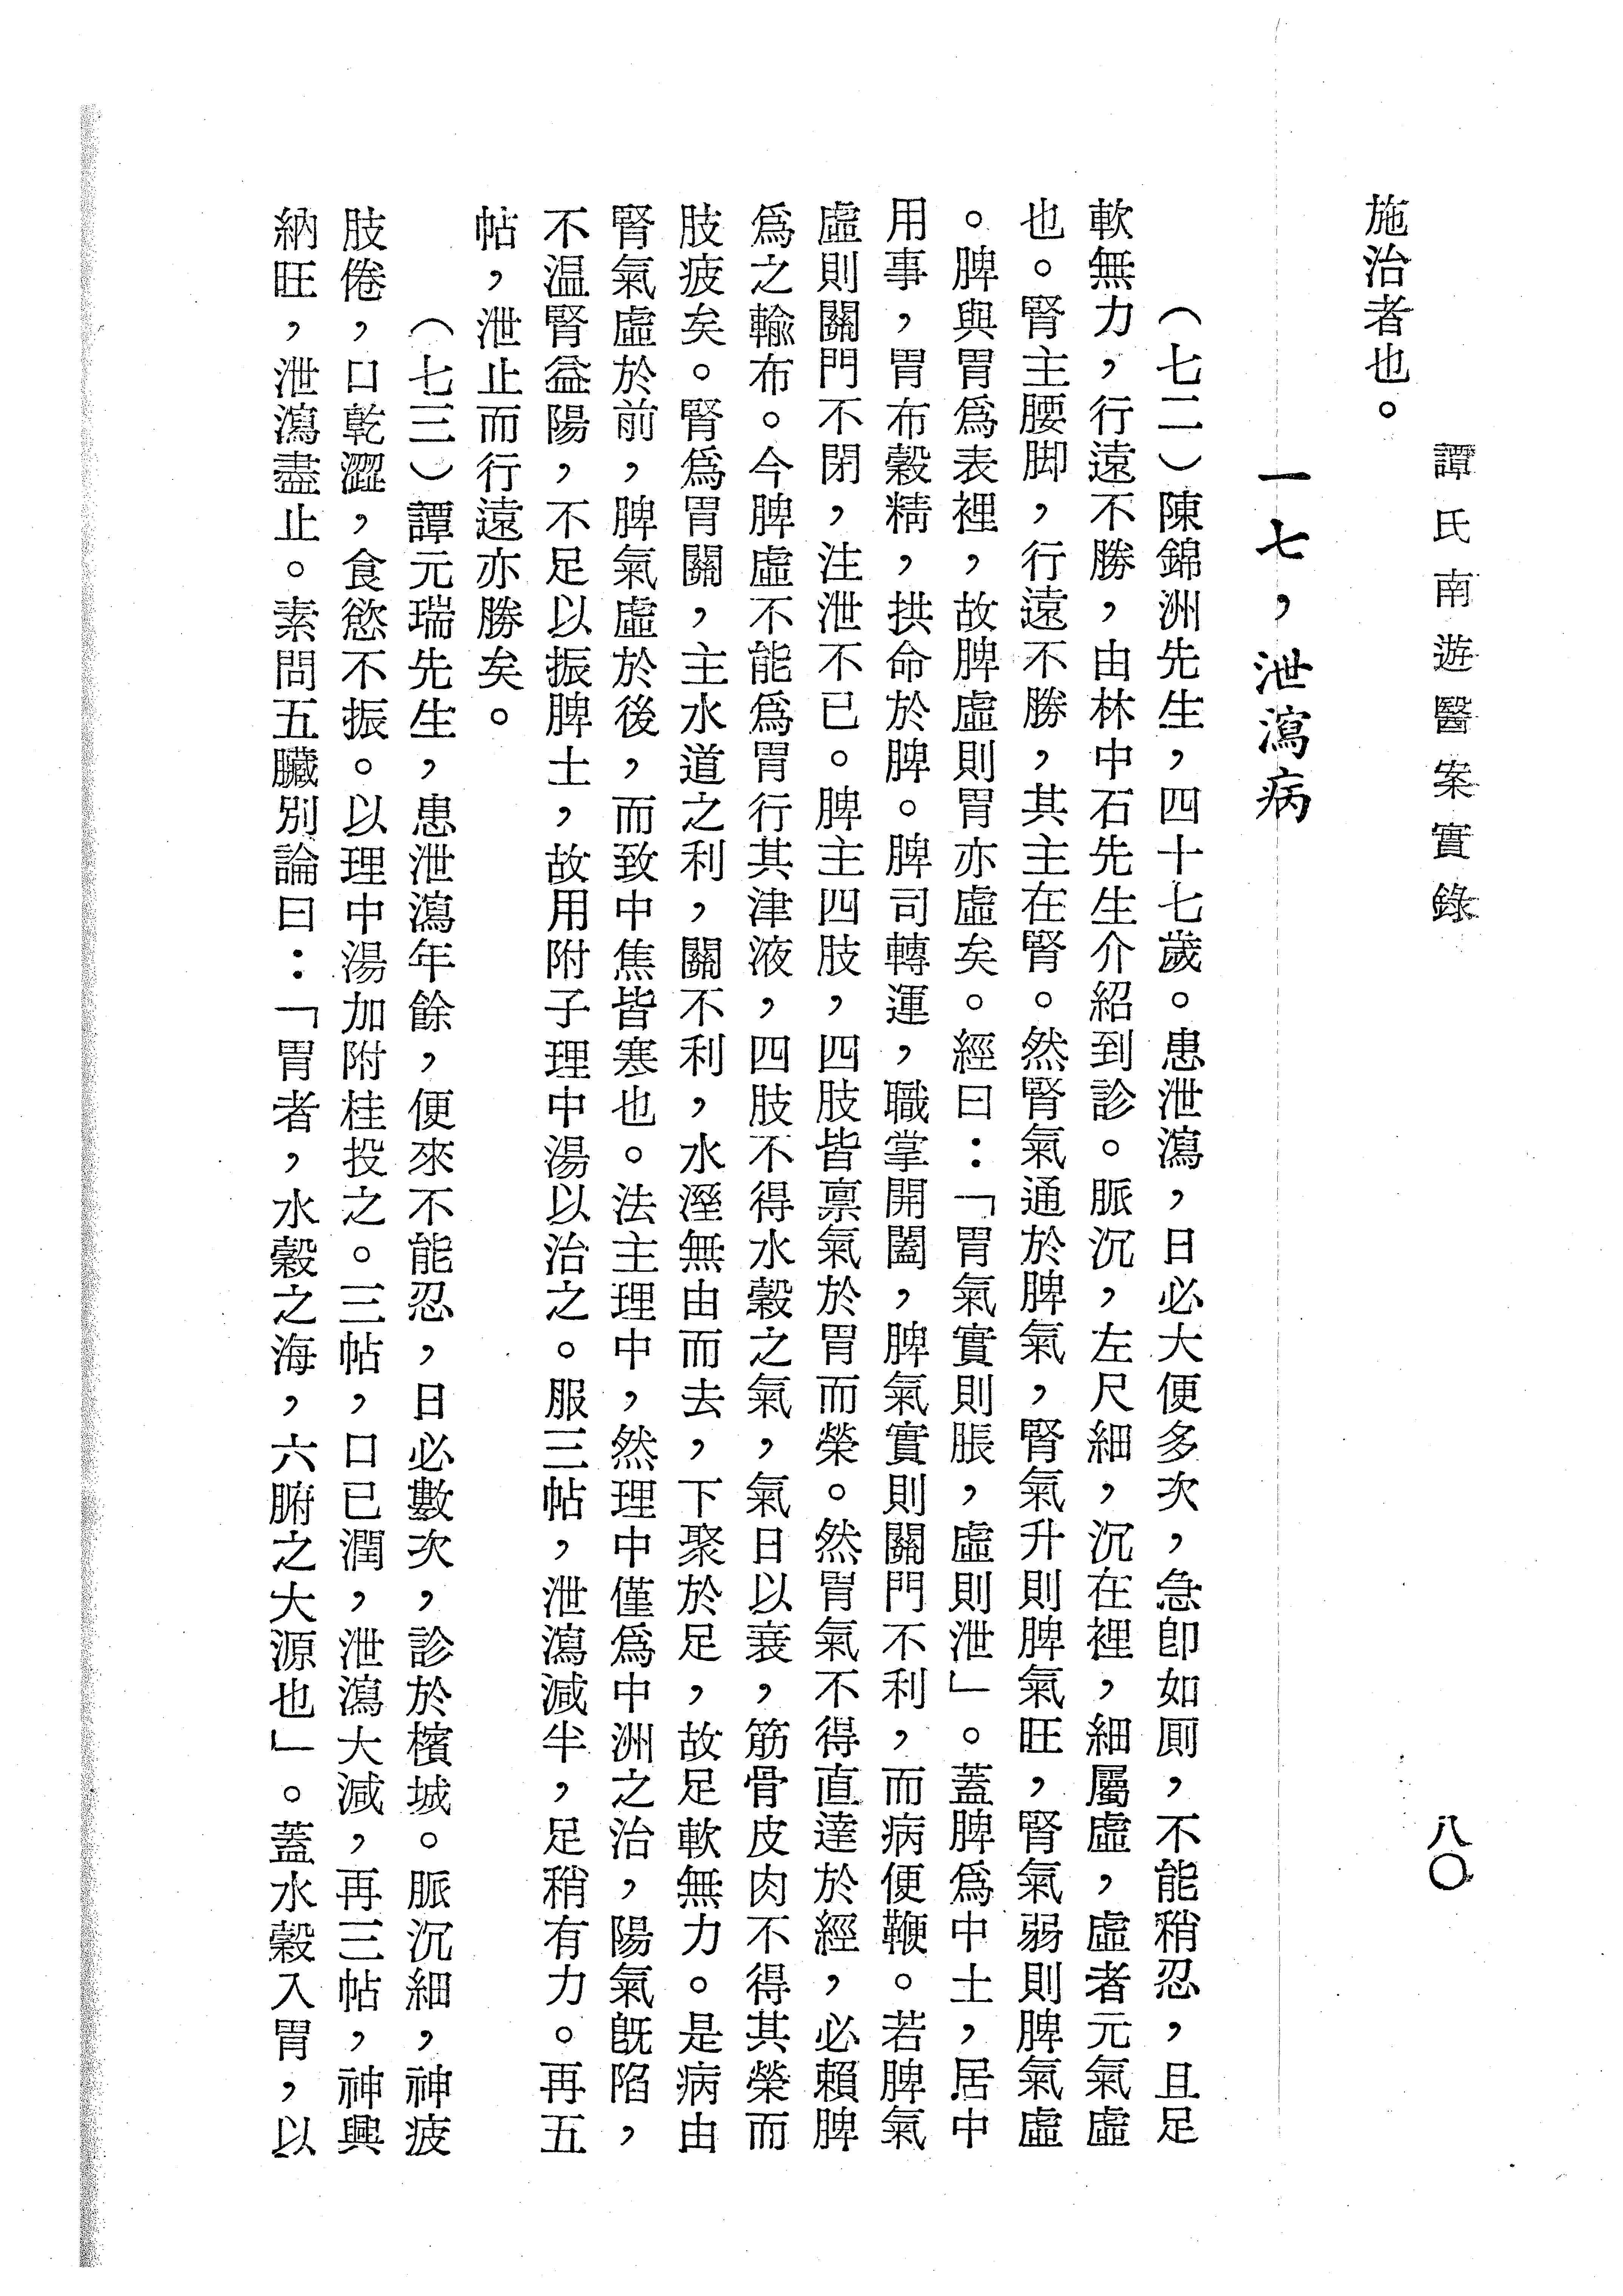 譚氏南遊醫案實錄
八〇
施治者也。
一七，泄瀉病
（七二）陳錦洲先生，四十七歲。患泄瀉，日必大便多次，急卽如厠，不能稍忍，且足
軟無力，行遠不勝，由林中石先生介紹到診。脈沉，左尺細，沉在裡，細屬虛，虛者元氣虛
也。腎主腰脚，行遠不勝，其主在腎。然腎氣通於脾氣，腎氣升則脾氣旺，腎氣弱則脾氣虛
。脾與胃爲表裡，故脾虛則胃亦虛矣。經曰：「胃氣實則脹，虛則泄」。蓋脾爲中土，居中
用事，胃布穀精，拱命於脾。脾司轉運，職掌開闔，脾氣實則關門不利，而病便鞕。若脾氣
虛則關門不閉，注泄不已。脾主四肢，四肢皆禀氣於胃而榮。然胃氣不得直達於經，必賴脾
爲之輸布。今脾虛不能爲胃行其津液，四肢不得水穀之氣，氣日以衰，筋骨皮肉不得其榮而
肢疲矣。腎爲胃關，主水道之利，關不利，水溼無由而去，下聚於足，故足軟無力。是病由
腎氣虛於前，脾氣虛於後，而致中焦皆寒也。法主理中，然理中僅爲中洲之治，陽氣旣陷，
不温腎益陽，不足以振脾土，故用附子理中湯以治之。服三帖，泄瀉減半，足稍有力。再五
帖，泄止而行遠亦勝矣。
（七三）譚元瑞先生，患泄瀉年餘，便來不能忍，日必數次，診於檳城。脈沉細，神疲
肢倦，口乾澀，食慾不振。以理中湯加附桂投之。三帖，口已潤，泄瀉大減，再三帖，神興
納旺，泄瀉盡止。素問五臟別論曰：「胃者，水穀之海，六腑之大源也」。蓋水穀入胃，以